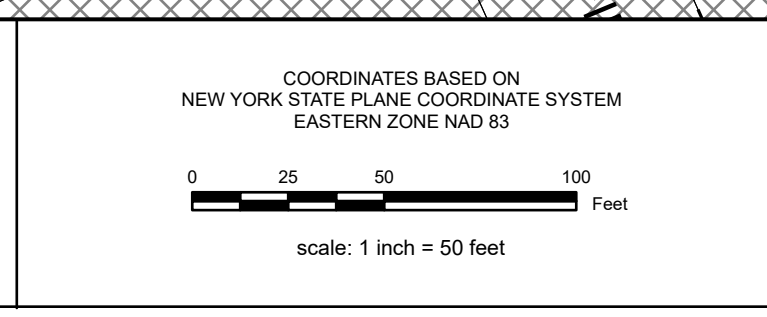 COORDINATES BASED ON
NEW YORK STATE PLANE COORDINATE SYSTEM
EASTERN ZONE NAD 83
0 25 50 100
Feet
scale: 1 inch = 50 feet